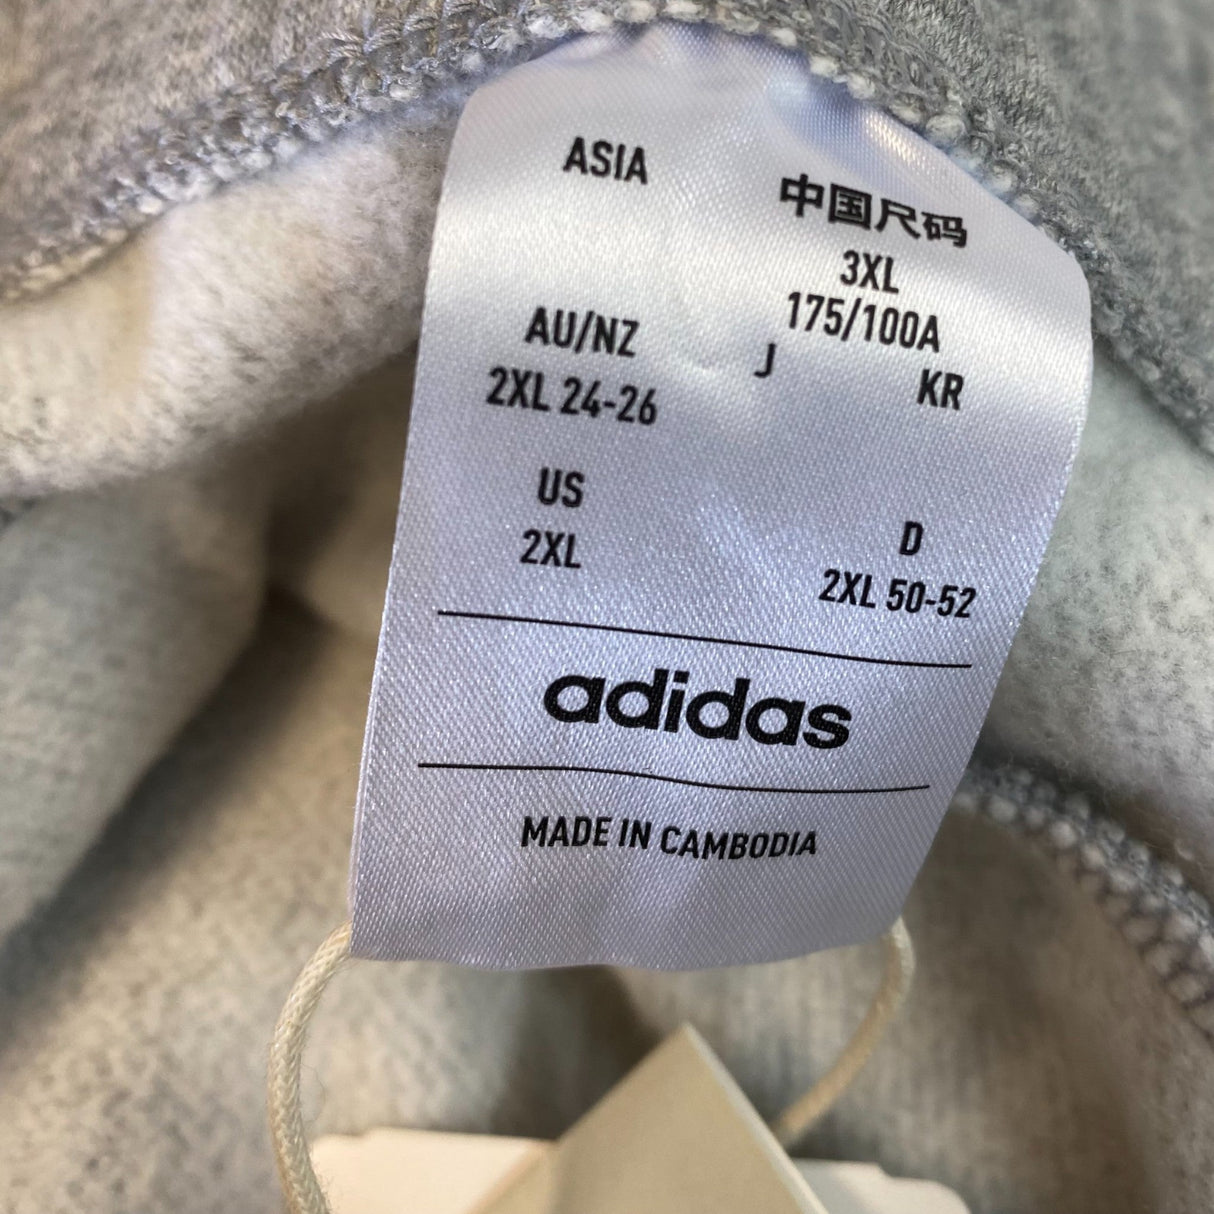 ASIA
中国尺码
3XL
175/100A
AU/NZ
2XL 24-26
J
KR
US
2XL
D
2XL 50-52
adidas
MADE IN CAMBODIA